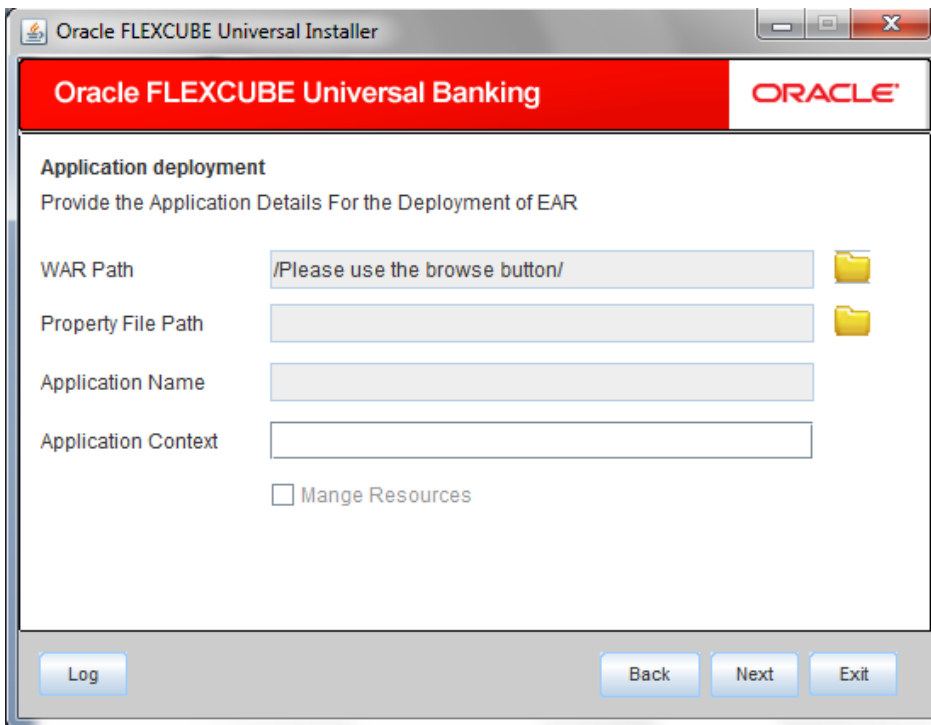 Oracle FLEXCUBE Universal Installer
Oracle FLEXCUBE Universal Banking
ORACLE
Application deployment
Provide the Application Details For the Deployment of EAR
WAR Path /Please use the browse button/
Property File Path
Application Name
Application Context
Mange Resources
Log Back Next Exit